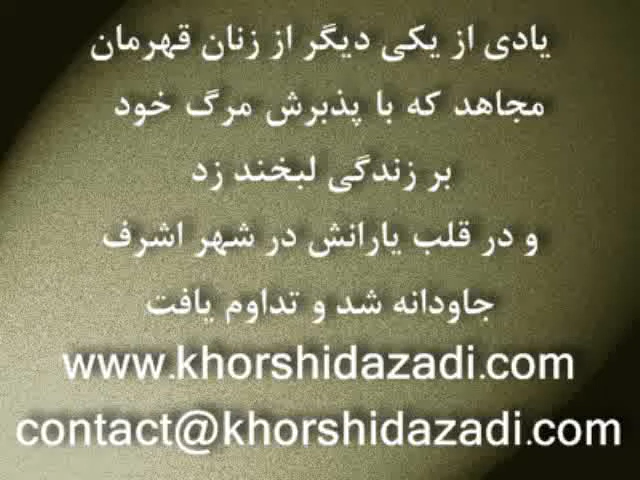 یادی از یکی دیگر از زنان قهرمان
مجاهد که با پذیرش مرگ خود
بر زندگی لبخند زد
و در قلب یارانش در شهر اشرف
جاودانه شد و تداوم یافت
www.khorshidazadi.com
contact@khorshidazadi.com